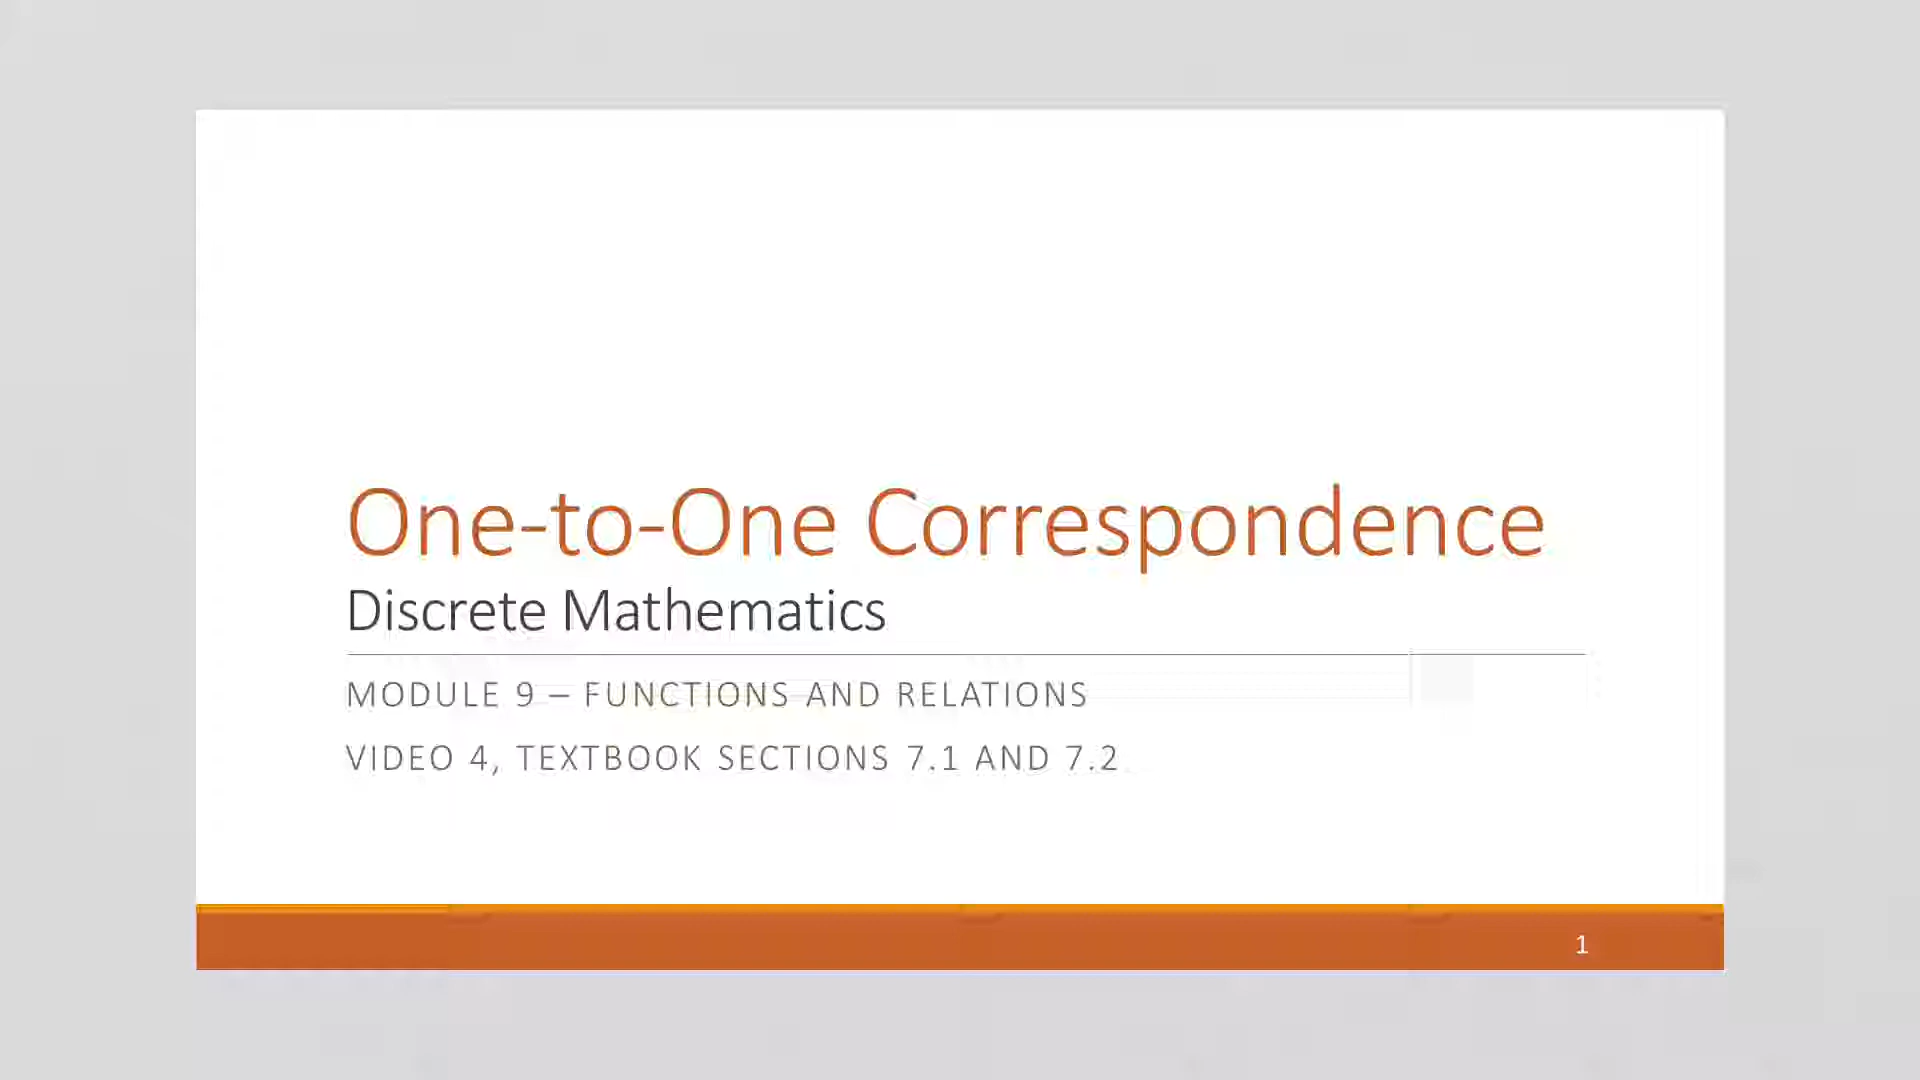 One-to-One Correspondence
Discrete Mathematics
MODULE 9 – FUNCTIONS AND RELATIONS
VIDEO 4, TEXTBOOK SECTIONS 7.1 AND 7.2
1